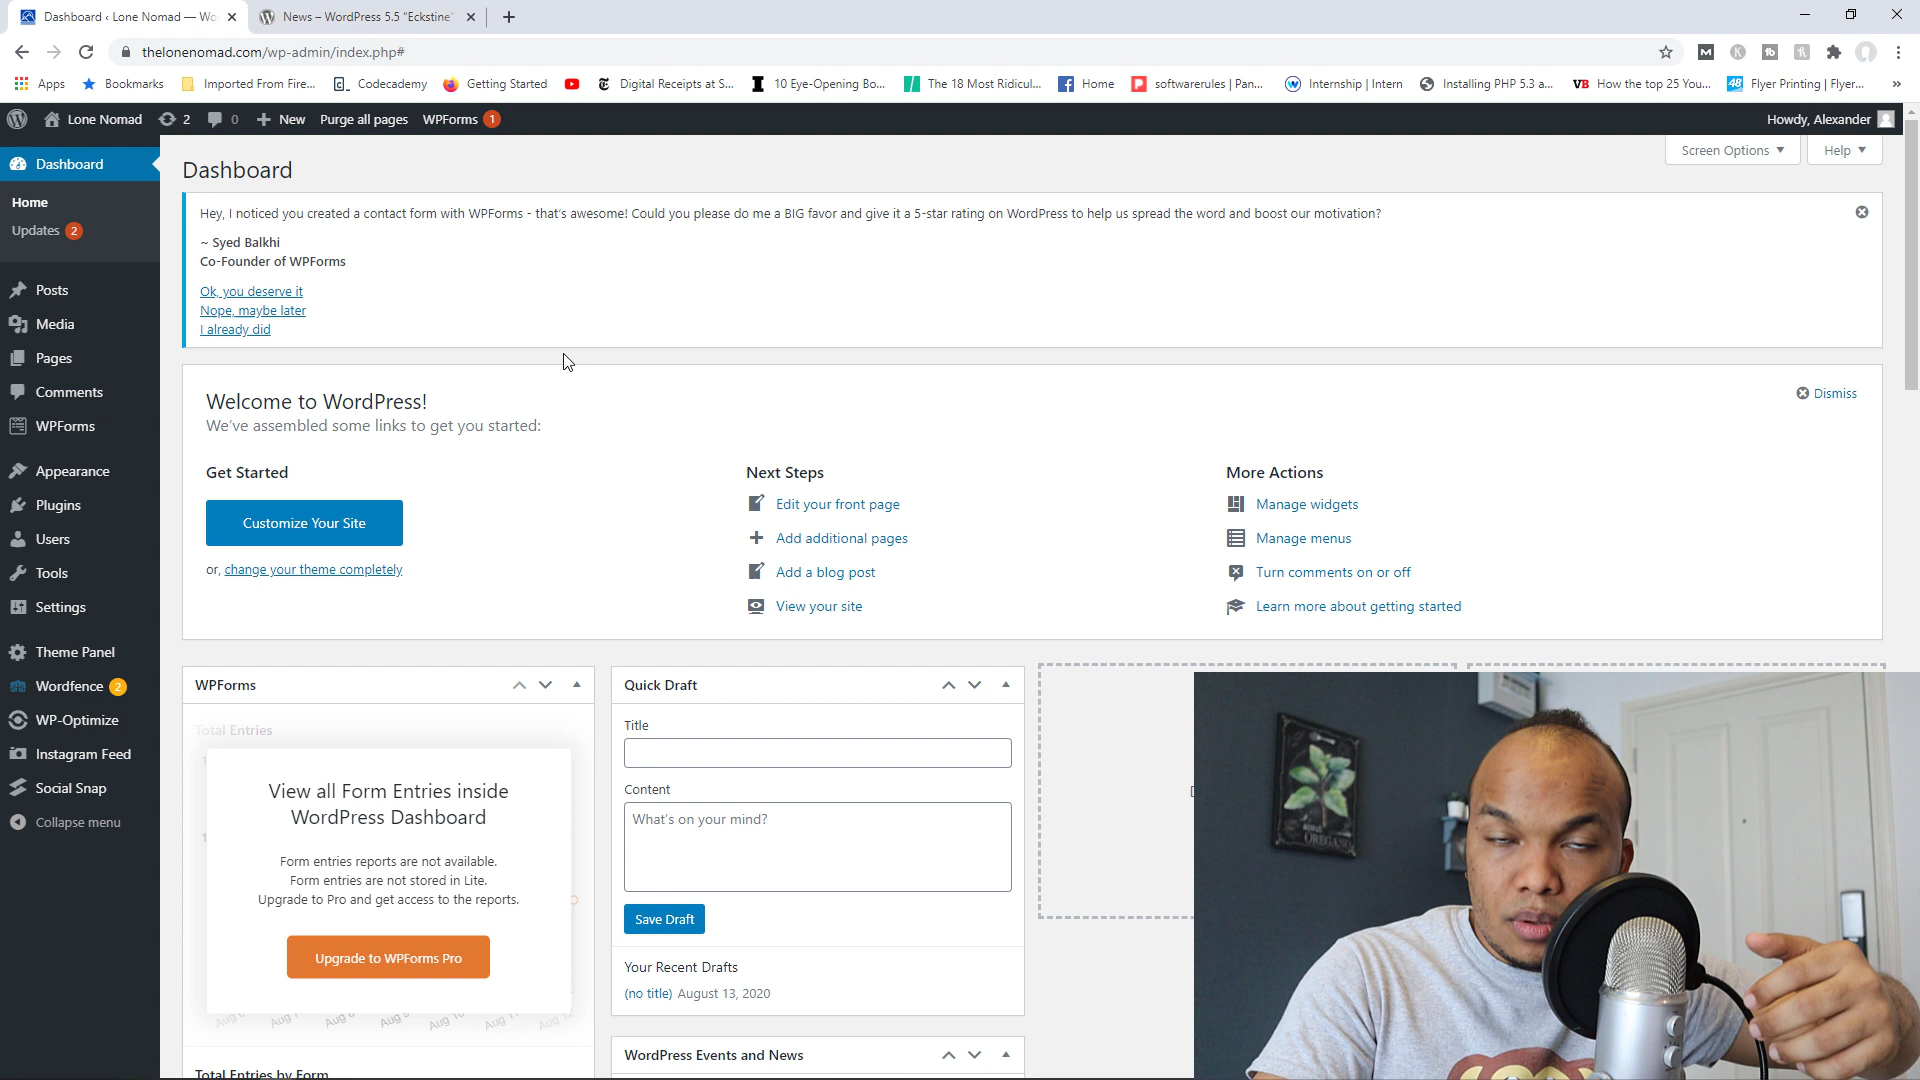 Dashboard ‹ Lone Nomad — Wo
News – WordPress 5.5 "Eckstine"
thelonenomad.com/wp-admin/index.php#
Apps
Bookmarks
Imported From Fire...
Codecademy
Getting Started
Digital Receipts at S...
10 Eye-Opening Bo...
The 18 Most Ridicul...
Home
softwarerules | Pan...
Internship | Intern
Installing PHP 5.3 a...
VB How the top 25 You...
48 Flyer Printing | Flyer...
Lone Nomad 2 0 New Purge all pages WPForms 1
Howdy, Alexander
Dashboard
Home
Updates 2
Posts
Media
Pages
Comments
WPForms
Appearance
Plugins
Users
Tools
Settings
Theme Panel
Wordfence 2
WP-Optimize
Instagram Feed
Social Snap
Collapse menu
Dashboard
Screen Options
Help
Hey, I noticed you created a contact form with WPForms - that's awesome! Could you please do me a BIG favor and give it a 5-star rating on WordPress to help us spread the word and boost our motivation?
~ Syed Balkhi
Co-Founder of WPForms
Ok, you deserve it
Nope, maybe later
I already did
Welcome to WordPress!
We've assembled some links to get you started:
Dismiss
Get Started
Customize Your Site
or, change your theme completely
Next Steps
Edit your front page
Add additional pages
Add a blog post
View your site
More Actions
Manage widgets
Manage menus
Turn comments on or off
Learn more about getting started
WPForms
Total Entries
View all Form Entries inside
WordPress Dashboard
Form entries reports are not available.
Form entries are not stored in Lite.
Upgrade to Pro and get access to the reports.
Upgrade to WPForms Pro
Total Entries by Form
Quick Draft
Title
Content
What's on your mind?
Save Draft
Your Recent Drafts
(no title) August 13, 2020
WordPress Events and News
OREGANO